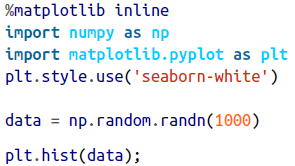 %matplotlib inline
import numpy as np
import matplotlib.pyplot as plt
plt.style.use('seaborn-white')
data = np.random.randn(1000)
plt.hist(data);